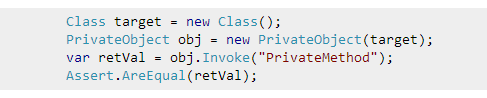 Class target = new Class();
PrivateObject obj = new PrivateObject(target);
var retVal = obj.Invoke("PrivateMethod");
Assert.AreEqual(retVal);